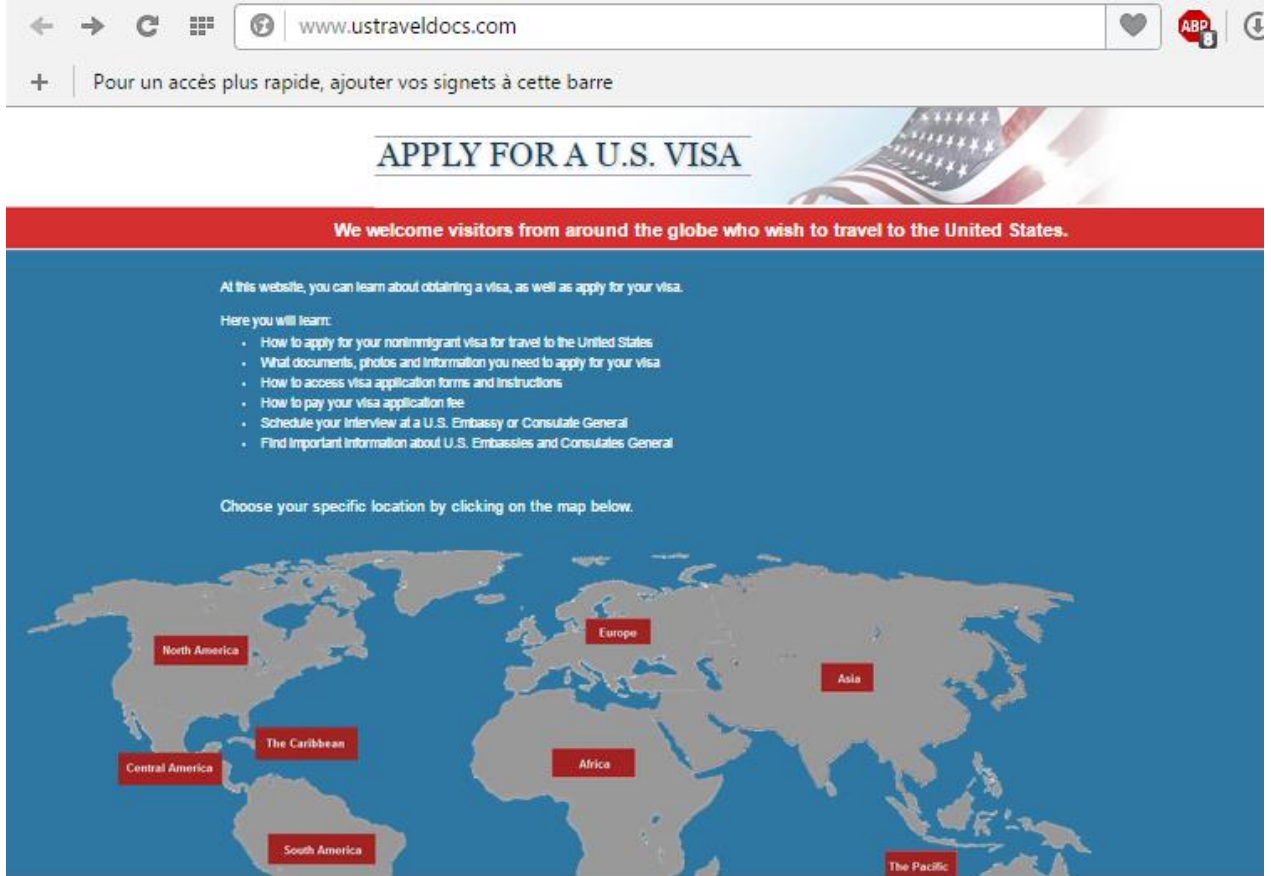 www.ustraveldocs.com
ABP
8
Pour un accès plus rapide, ajouter vos signets à cette barre
APPLY FOR A U.S. VISA
We welcome visitors from around the globe who wish to travel to the United States.
At this website, you can learn about obtaining a visa, as well as apply for your visa.
Here you will learn:
How to apply for your nonimmigrant visa for travel to the United States
What documents, photos and information you need to apply for your visa
How to access visa application forms and instructions
How to pay your visa application fee
Schedule your interview at a U.S. Embassy or Consulate General
Find important information about U.S. Embassies and Consulates General
Choose your specific location by clicking on the map below.
Europe
North America
Asia
The Caribbean
Africa
Central America
South America
The Pacific